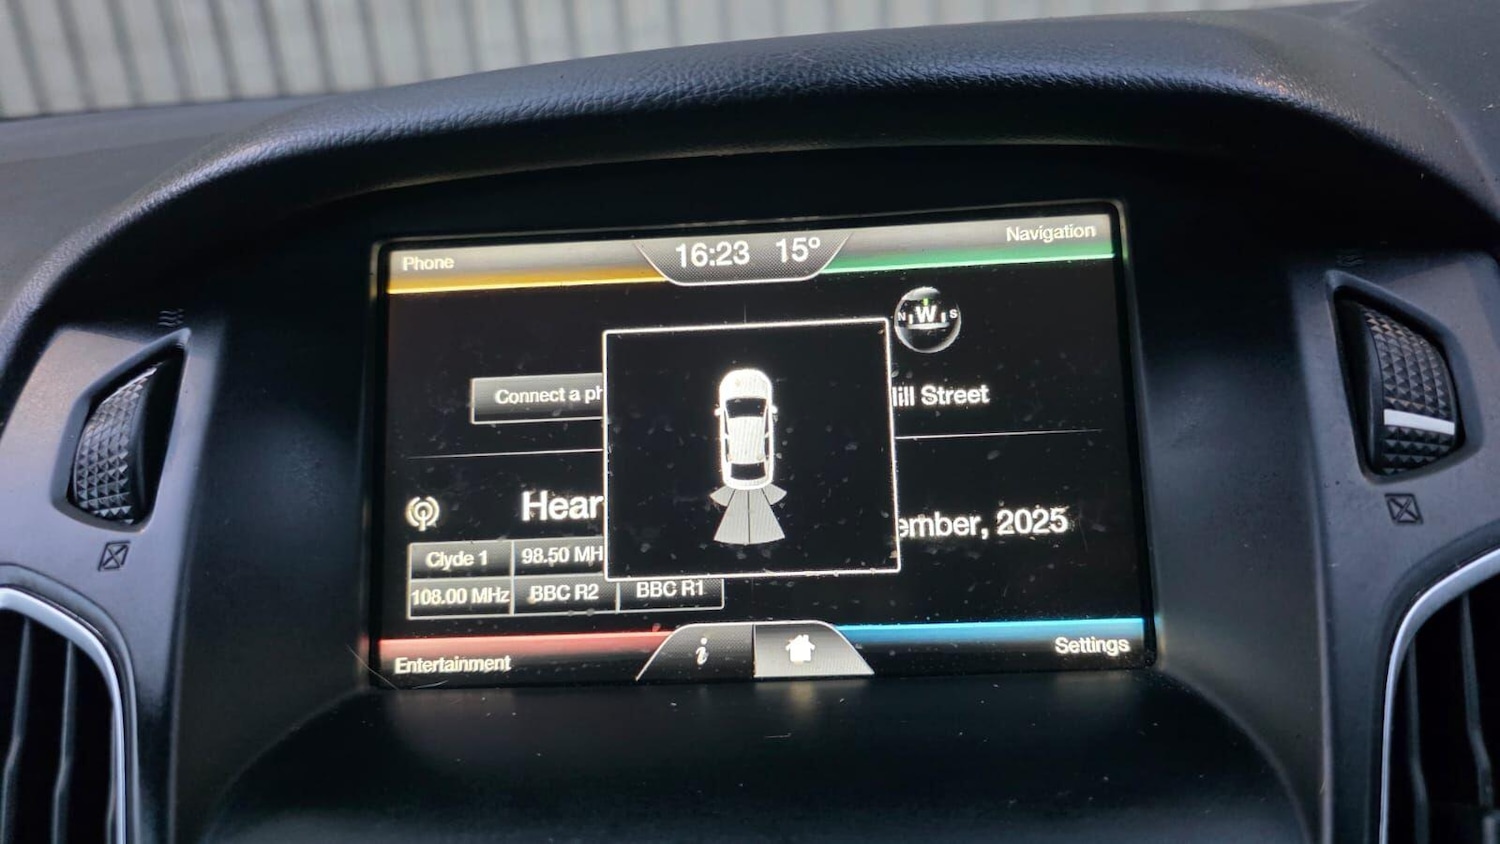 Phone
16:23 15º
Navigation
N W S
Connect a ph
ill Street
Hear
ember, 2025
Clyde 1
98.50 MH
108.00 MHz
BBC R2
BBC R1
Entertainment
i
Settings